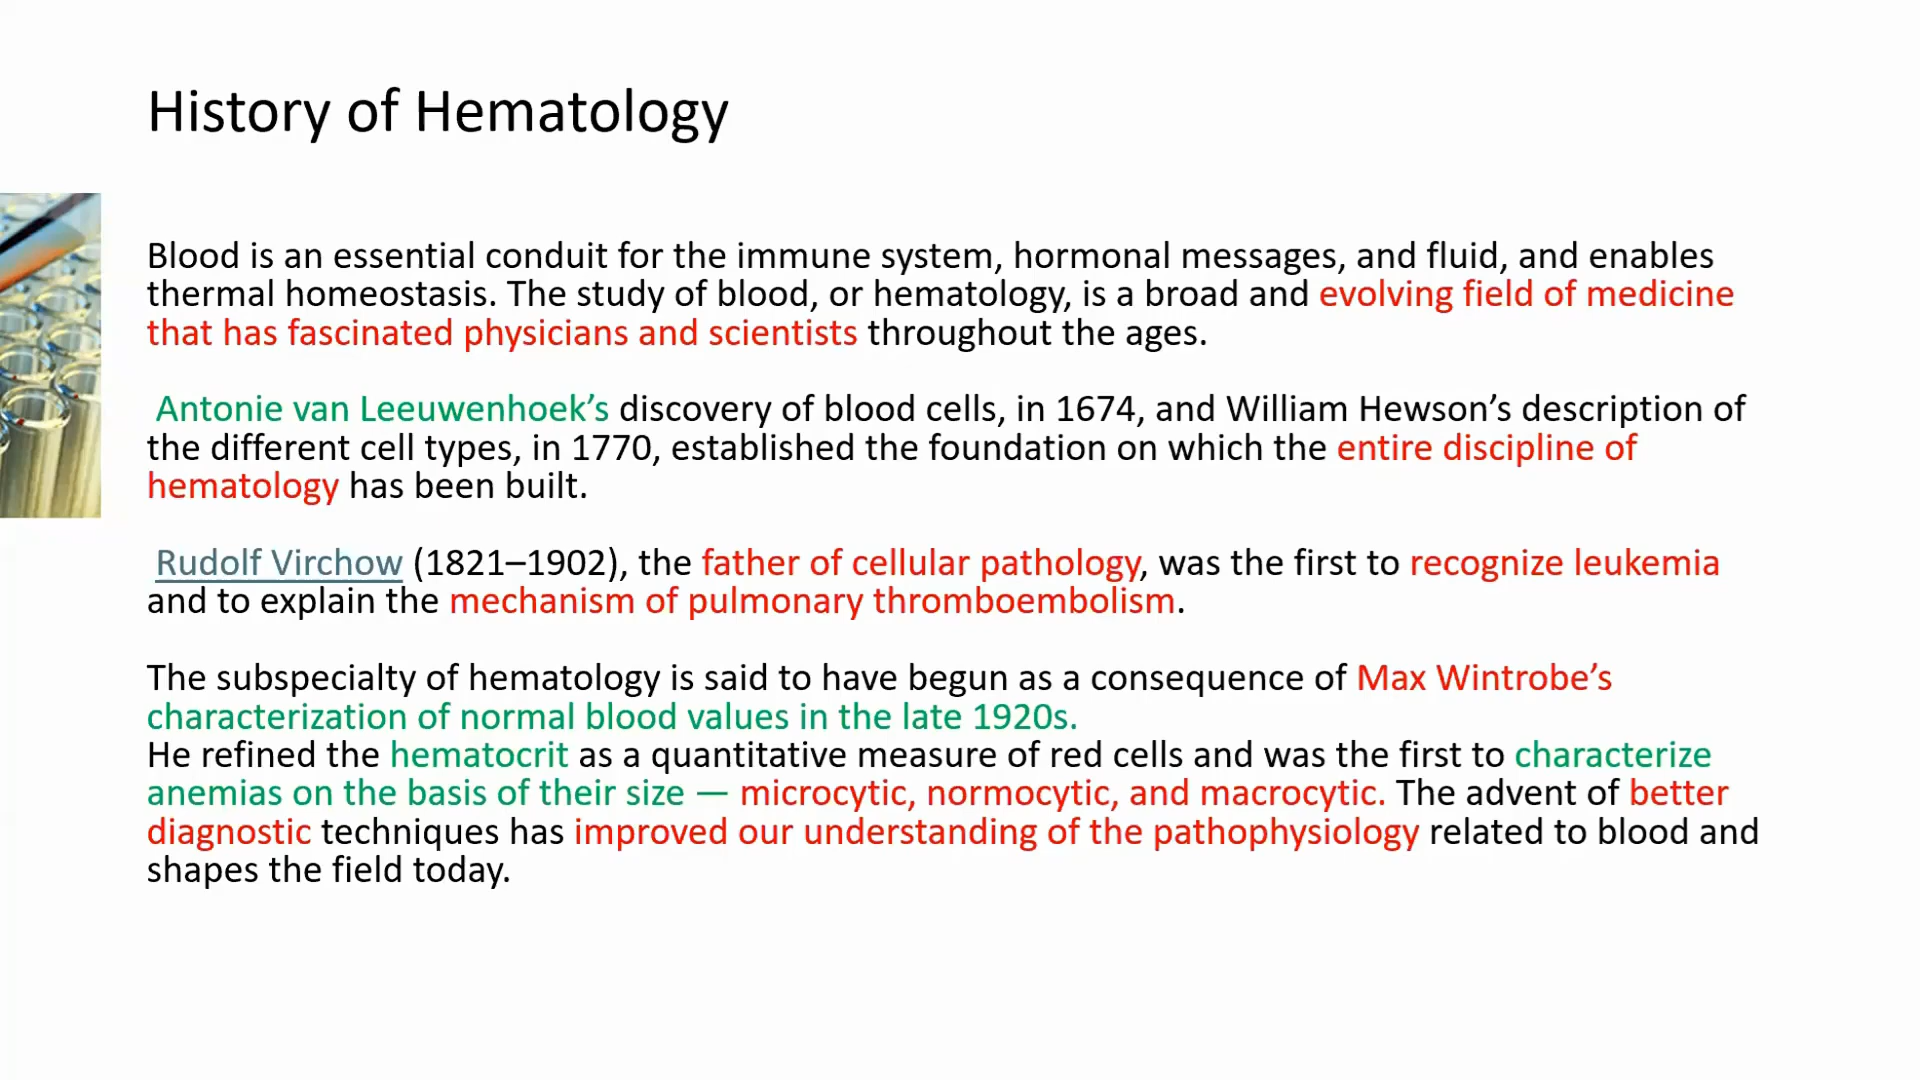 History of Hematology
Blood is an essential conduit for the immune system, hormonal messages, and fluid, and enables
thermal homeostasis. The study of blood, or hematology, is a broad and evolving field of medicine
that has fascinated physicians and scientists throughout the ages.
Antonie van Leeuwenhoek’s discovery of blood cells, in 1674, and William Hewson’s description of
the different cell types, in 1770, established the foundation on which the entire discipline of
hematology has been built.
Rudolf Virchow (1821–1902), the father of cellular pathology, was the first to recognize leukemia
and to explain the mechanism of pulmonary thromboembolism.
The subspecialty of hematology is said to have begun as a consequence of Max Wintrobe’s
characterization of normal blood values in the late 1920s.
He refined the hematocrit as a quantitative measure of red cells and was the first to characterize
anemias on the basis of their size — microcytic, normocytic, and macrocytic. The advent of better
diagnostic techniques has improved our understanding of the pathophysiology related to blood and
shapes the field today.